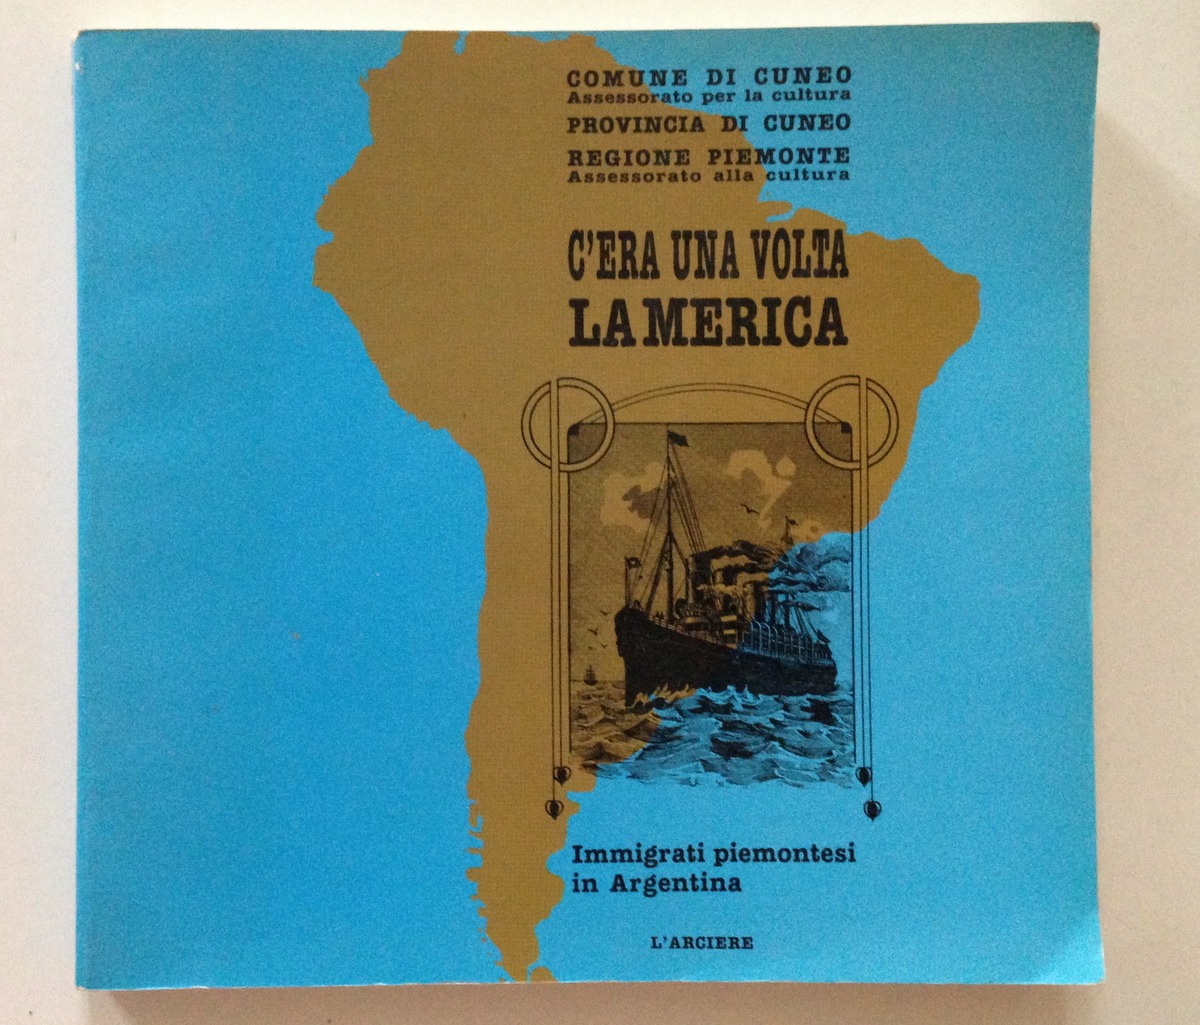 COMUNE DI CUNEO
Assessorato per la cultura
PROVINCIA DI CUNEO
REGIONE PIEMONTE
Assessorato alla cultura
C'ERA UNA VOLTA
LAMERICA
Immigrati piemontesi
in Argentina
L'ARCIERE